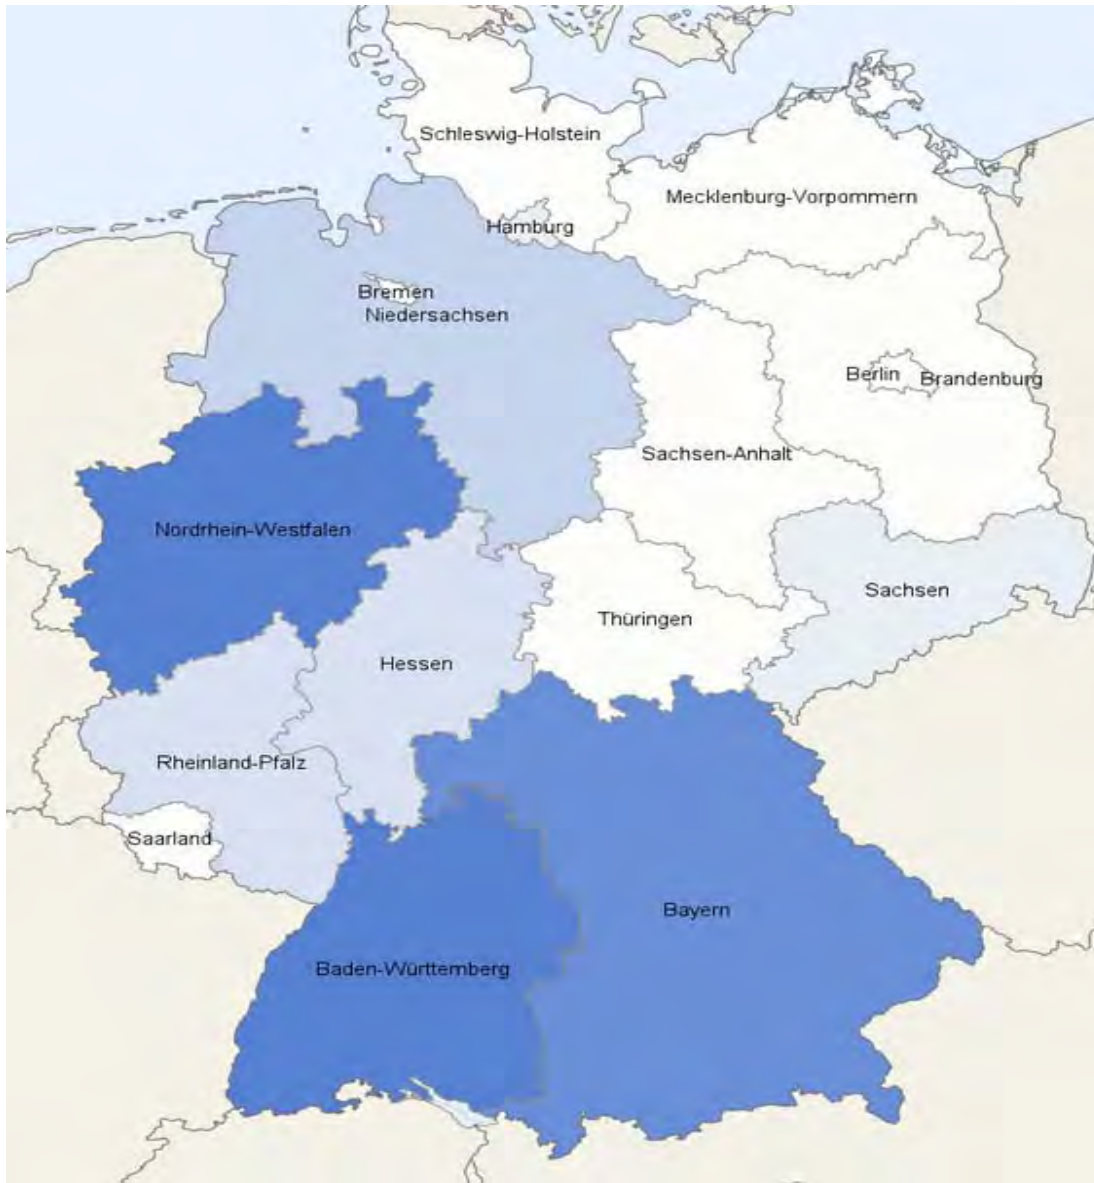 Schleswig-Holstein
Mecklenburg-Vorpommern
Hamburg
Bremen
Niedersachsen
Berlin
Brandenburg
Sachsen-Anhalt
Nordrhein-Westfalen
Sachsen
Thüringen
Hessen
Rheinland-Pfalz
Saarland
Bayern
Baden-Württemberg